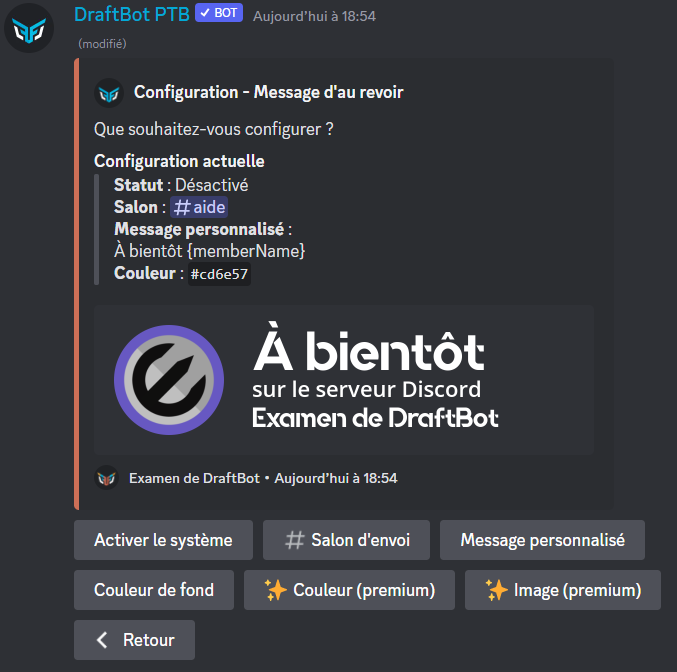 DraftBot PTB ✓ BOT Aujourd'hui à 18:54
(modifié)
Configuration - Message d'au revoir
Que souhaitez-vous configurer ?
Configuration actuelle
Statut : Désactivé
Salon : #aide
Message personnalisé :
À bientôt {memberName}
Couleur : #cd6e57
À bientôt
sur le serveur Discord
Examen de DraftBot
Examen de DraftBot • Aujourd'hui à 18:54
Activer le système
# Salon d'envoi
Message personnalisé
Couleur de fond
✨ Couleur (premium)
✨ Image (premium)
Retour